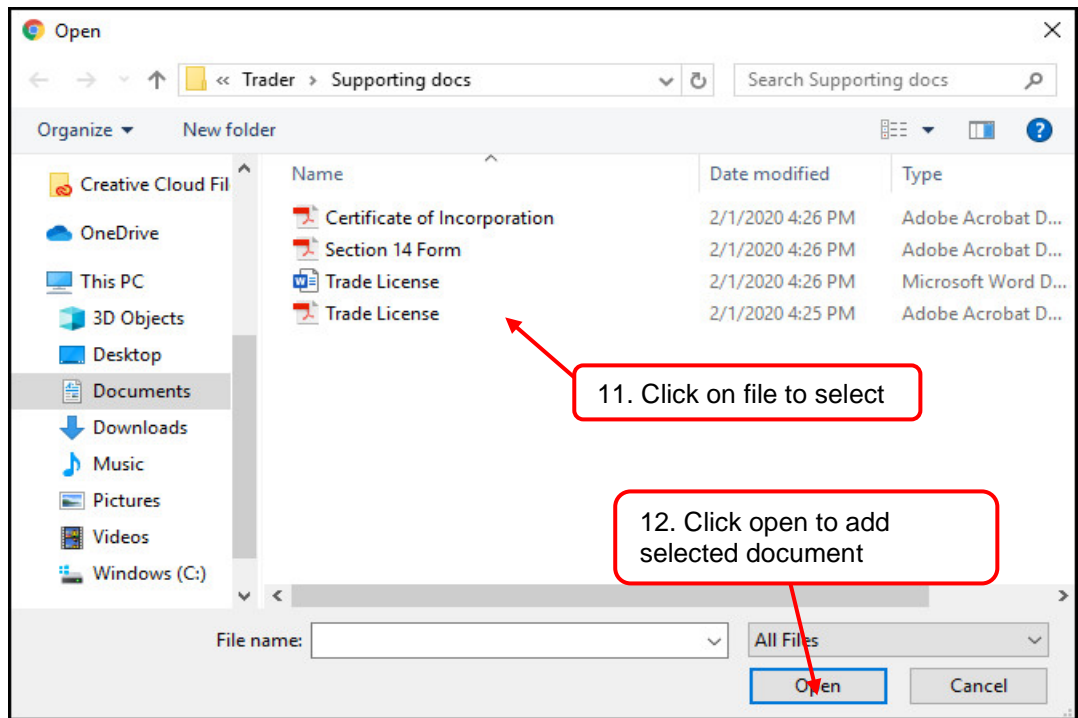 Open
« Trader > Supporting docs
Search Supporting docs
Organize
New folder
Name
Date modified
Type
Creative Cloud Fil
OneDrive
This PC
3D Objects
Desktop
Documents
Downloads
Music
Pictures
Videos
Windows (C:)
Certificate of Incorporation 2/1/2020 4:26 PM Adobe Acrobat D...
Section 14 Form 2/1/2020 4:26 PM Adobe Acrobat D...
Trade License 2/1/2020 4:26 PM Microsoft Word D...
Trade License 2/1/2020 4:25 PM Adobe Acrobat D...
11. Click on file to select
12. Click open to add
selected document
File name:
All Files
Open
Cancel